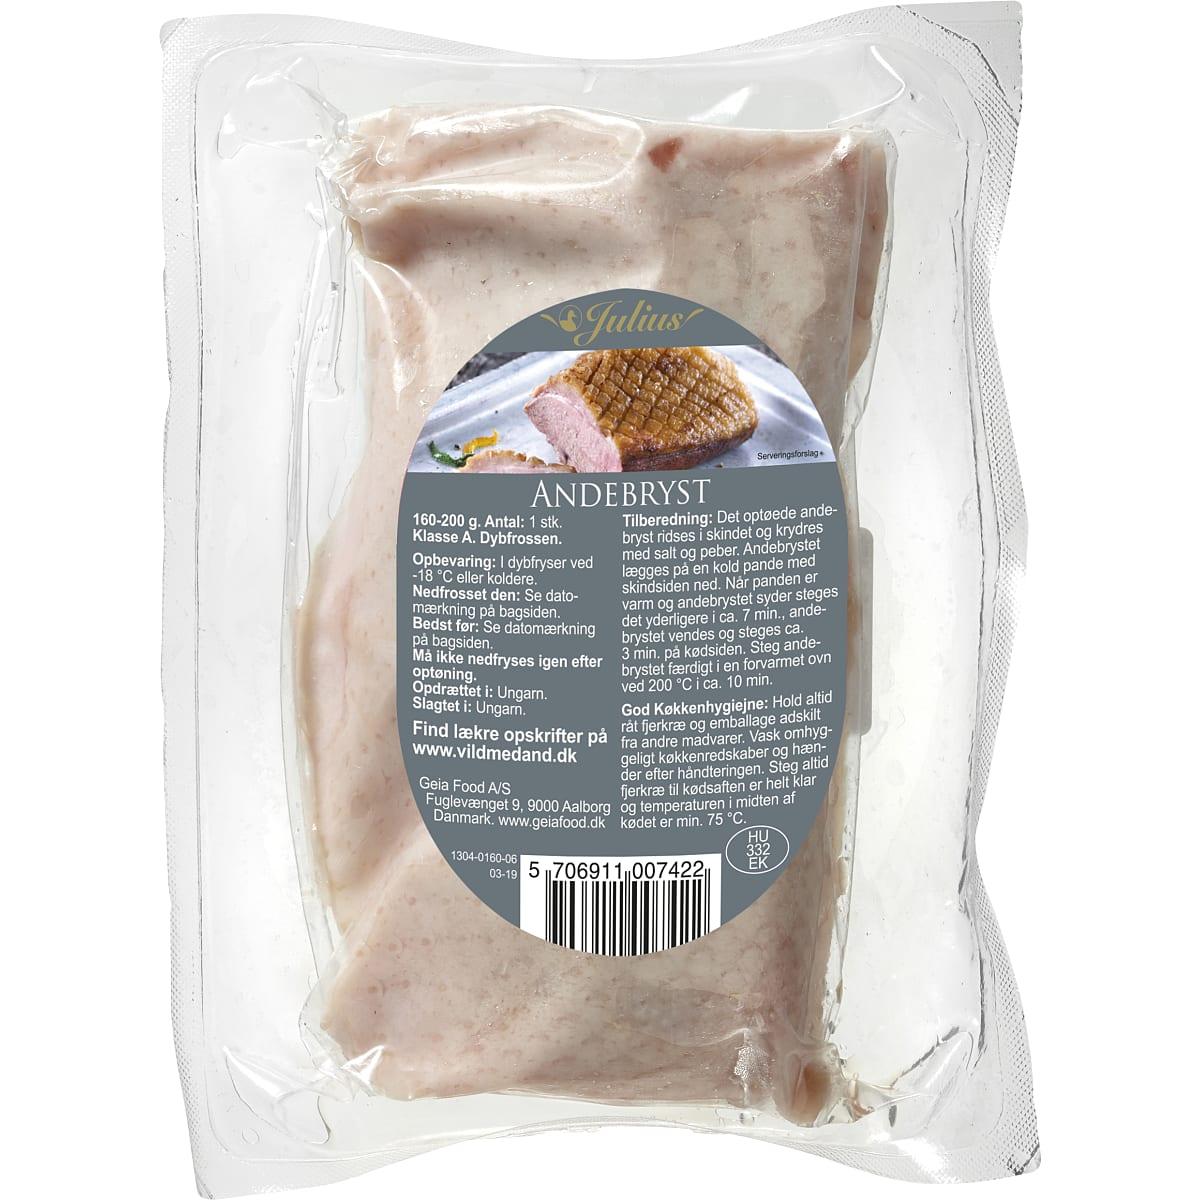 Julius
Serveringsforslag
ANDEBRYST
160-200 g. Antal: 1 stk.
Klasse A. Dybfrossen.
Opbevaring: I dybfryser ved
-18 °C eller koldere.
Nedfrosset den: Se dato-
mærkning på bagsiden.
Bedst før: Se datomærkning
på bagsiden.
Må ikke nedfryses igen efter
optøning.
Opdrættet i: Ungarn.
Slagtet i: Ungarn.
Find lækre opskrifter på
www.vildmedand.dk
Geia Food A/S
Fuglevænget 9, 9000 Aalborg
Danmark. www.geiafood.dk
Tilberedning: Det optøede ande-
bryst ridses i skindet og krydres
med salt og peber. Andebrystet
lægges på en kold pande med
skindsiden ned. Når panden er
varm og andebrystet syder steges
det yderligere i ca. 7 min., ande-
brystet vendes og steges ca.
3 min. på kødsiden. Steg ande-
brystet færdigt i en forvarmet ovn
ved 200 °C i ca. 10 min.
God Køkkenhygiejne: Hold altid
råt fjerkræ og emballage adskilt
fra andre madvarer. Vask omhyg-
geligt køkkenredskaber og hæn-
der efter håndteringen. Steg altid
fjerkræ til kødsaften er helt klar
og temperaturen i midten af
kødet er min. 75 °C.
HU
332
EK
1304-0160-06
03-19
5 706911 007422